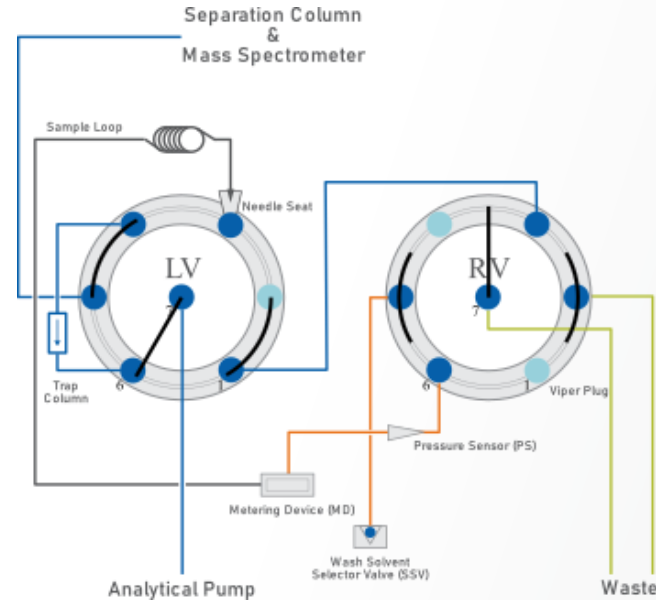 Separation Column
&
Mass Spectrometer
Sample Loop
Needle Seat
LV
RV
7
7
6
1
6
1
Trap
Column
Viper Plug
Pressure Sensor (PS)
Metering Device (MD)
Wash Solvent
Selector Valve (SSV)
Analytical Pump
Waste